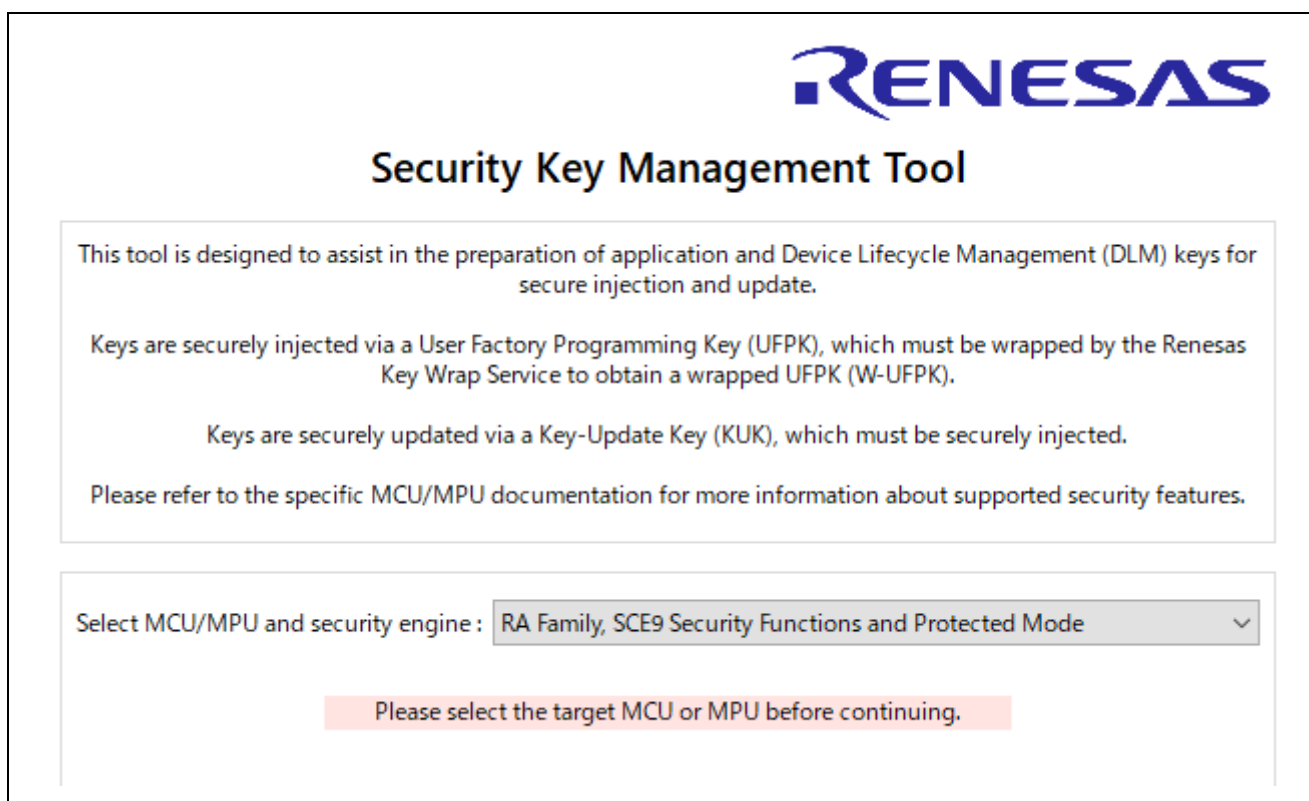 RENESAS
Security Key Management Tool
This tool is designed to assist in the preparation of application and Device Lifecycle Management (DLM) keys for
secure injection and update.
Keys are securely injected via a User Factory Programming Key (UFPK), which must be wrapped by the Renesas
Key Wrap Service to obtain a wrapped UFPK (W-UFPK).
Keys are securely updated via a Key-Update Key (KUK), which must be securely injected.
Please refer to the specific MCU/MPU documentation for more information about supported security features.
Select MCU/MPU and security engine : RA Family, SCE9 Security Functions and Protected Mode
Please select the target MCU or MPU before continuing.